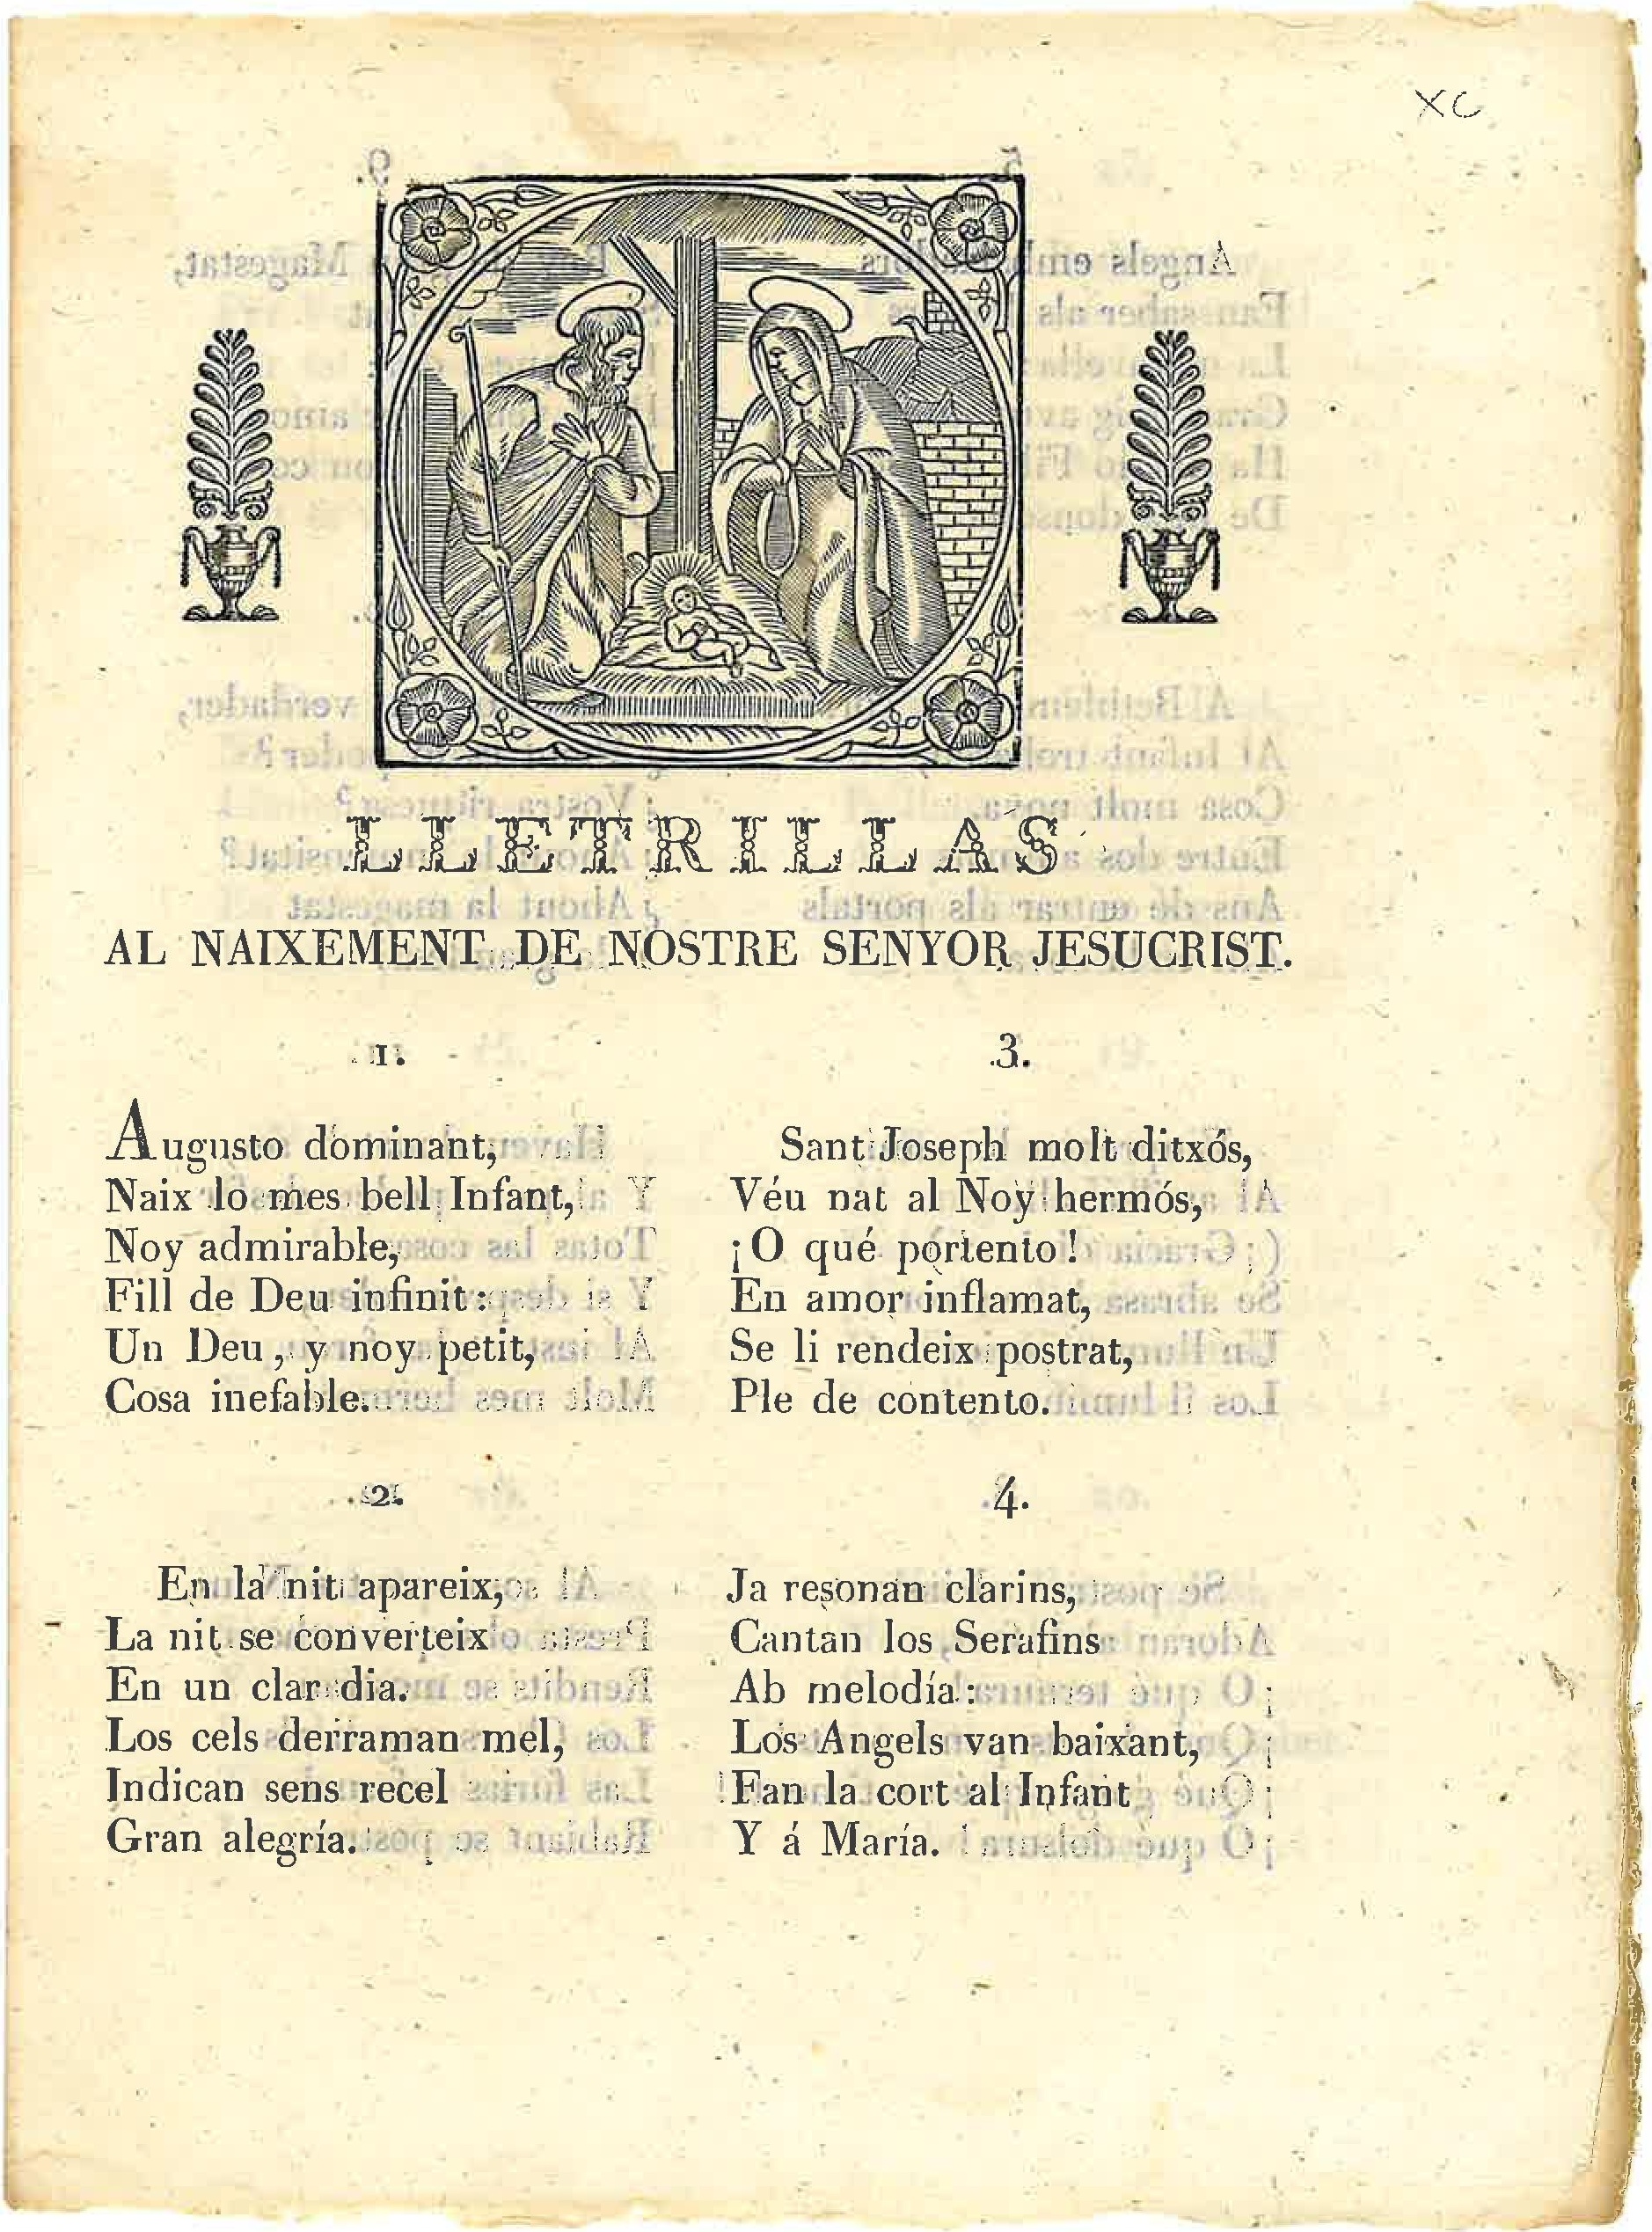 XC
LLETRILLAS
AL NAIXEMENT DE NOSTRE SENYOR JESUCRIST.
1.
Augusto dominant,
Naix lo mes bell Infant,
Noy admirable,
Fill de Deu infinit:
Un Deu, y noy petit,
Cosa inefable.
2.
En la nit apareix,
La nit se converteix
En un clar dia.
Los cels derraman mel,
Indican sens recel
Gran alegría.
3.
Sant Joseph molt ditxós,
Véu nat al Noy hermós,
¡O qué portento!
En amor inflamat,
Se li rendeix postrat,
Ple de contento.
4.
Ja resonan clarins,
Cantan los Serafins
Ab melodía:
Los Angels van baixant,
Fan la cort al Infant
Y á María.